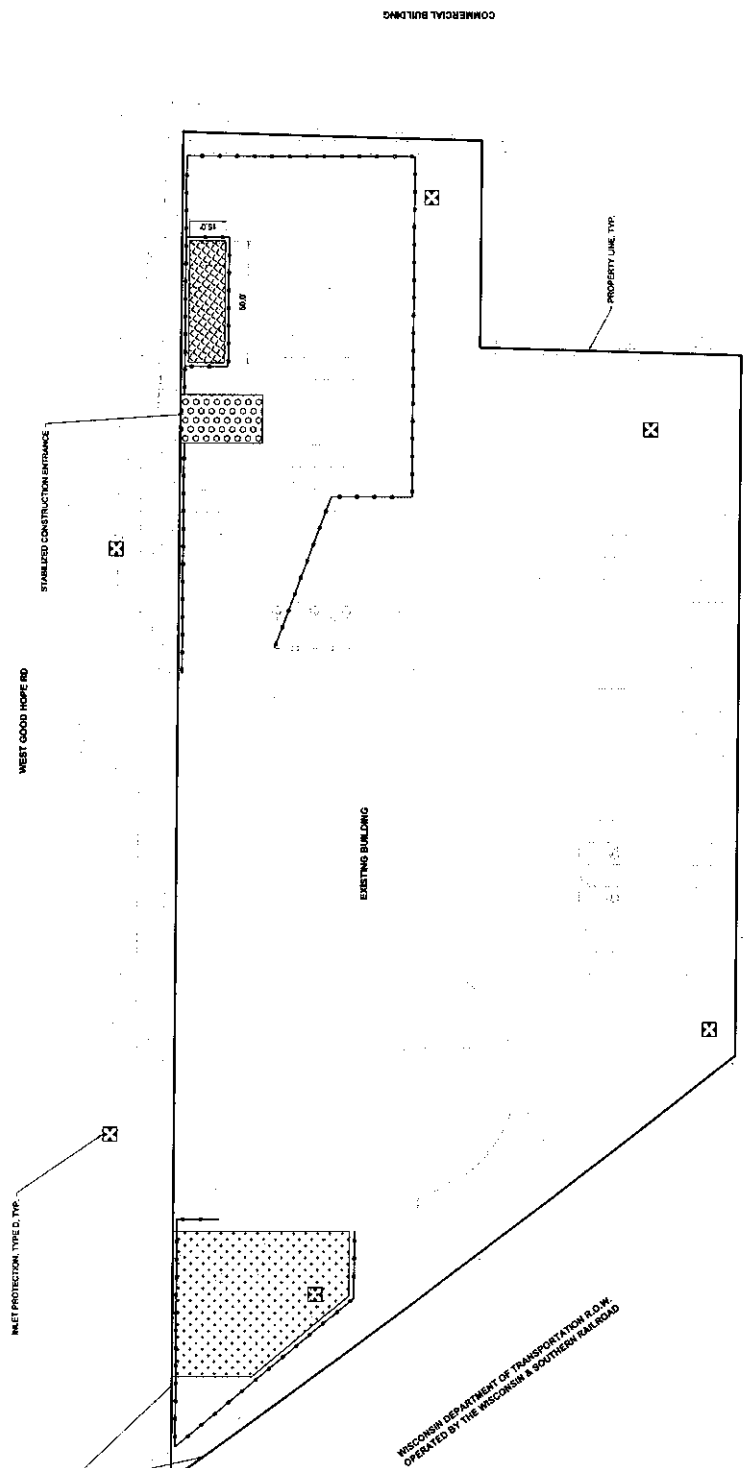 COMMERCIAL BUILDING
15.0'
50.0'
PROPERTY LINE, TYP.
STABILIZED CONSTRUCTION ENTRANCE
WEST GOOD HOPE RD
EXISTING BUILDING
INLET PROTECTION, TYPE D, TYP.
WISCONSIN DEPARTMENT OF TRANSPORTATION R.O.W.
OPERATED BY THE WISCONSIN & SOUTHERN RAILROAD